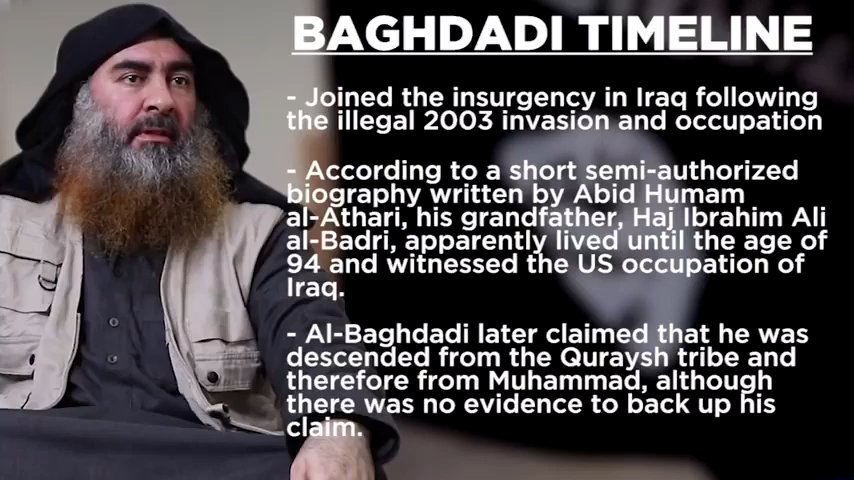 BAGHDADI TIMELINE
- Joined the insurgency in Iraq following
the illegal 2003 invasion and occupation
- According to a short semi-authorized
biography written by Abid Humam
al-Athari, his grandfather, Haj Ibrahim Ali
al-Badri, apparently lived until the age of
94 and witnessed the US occupation of
Iraq.
- Al-Baghdadi later claimed that he was
descended from the Quraysh tribe and
therefore from Muhammad, although
there was no evidence to back up his
claim.